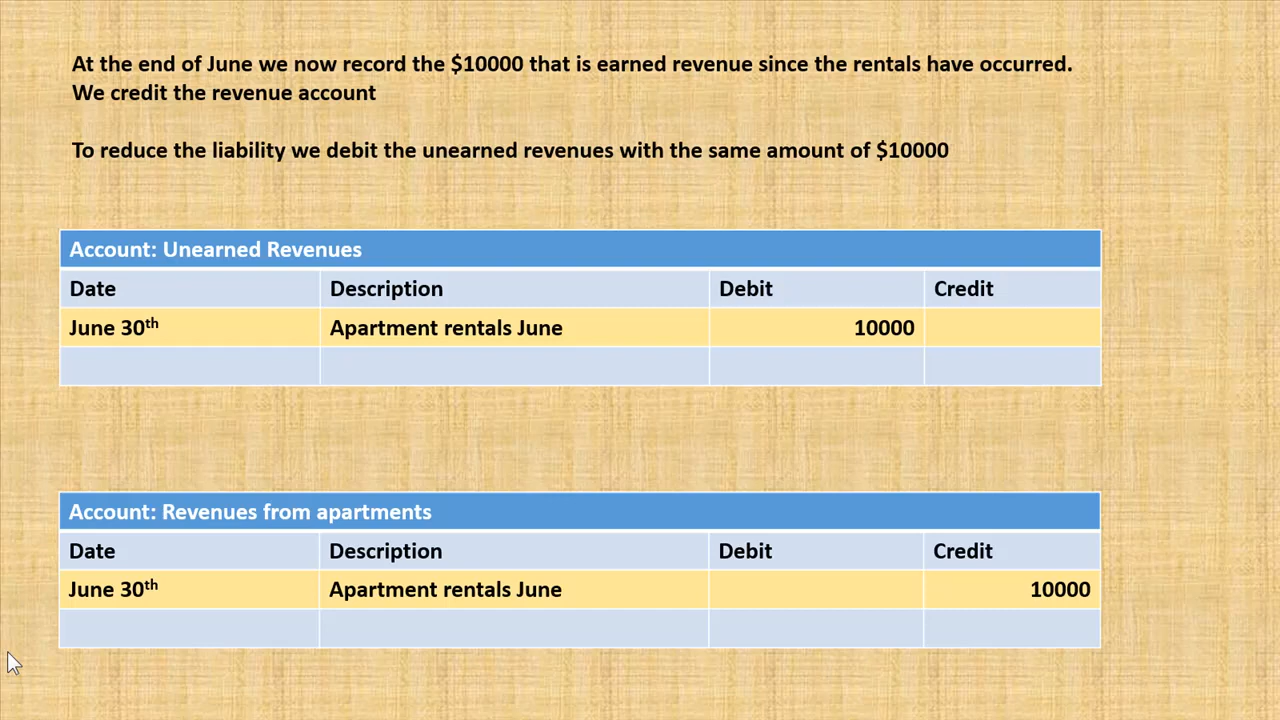 At the end of June we now record the $10000 that is earned revenue since the rentals have occurred.
We credit the revenue account
To reduce the liability we debit the unearned revenues with the same amount of $10000
Account: Unearned Revenues
Date Description Debit Credit
June 30th Apartment rentals June 10000
Account: Revenues from apartments
Date Description Debit Credit
June 30th Apartment rentals June 10000